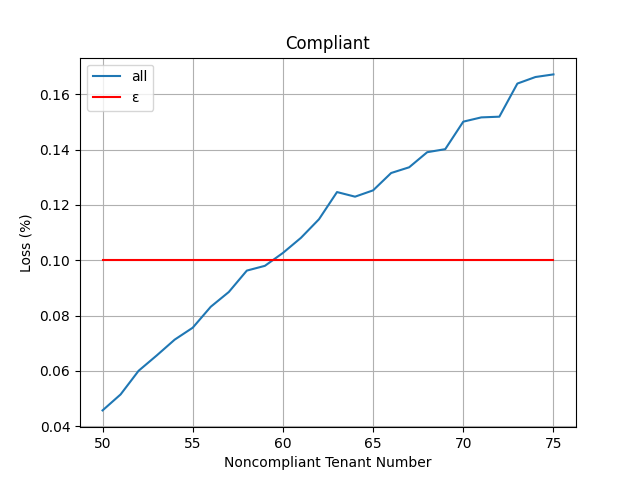 Compliant
all
ε
Loss (%)
0.16
0.14
0.12
0.10
0.08
0.06
0.04
50 55 60 65 70 75
Noncompliant Tenant Number